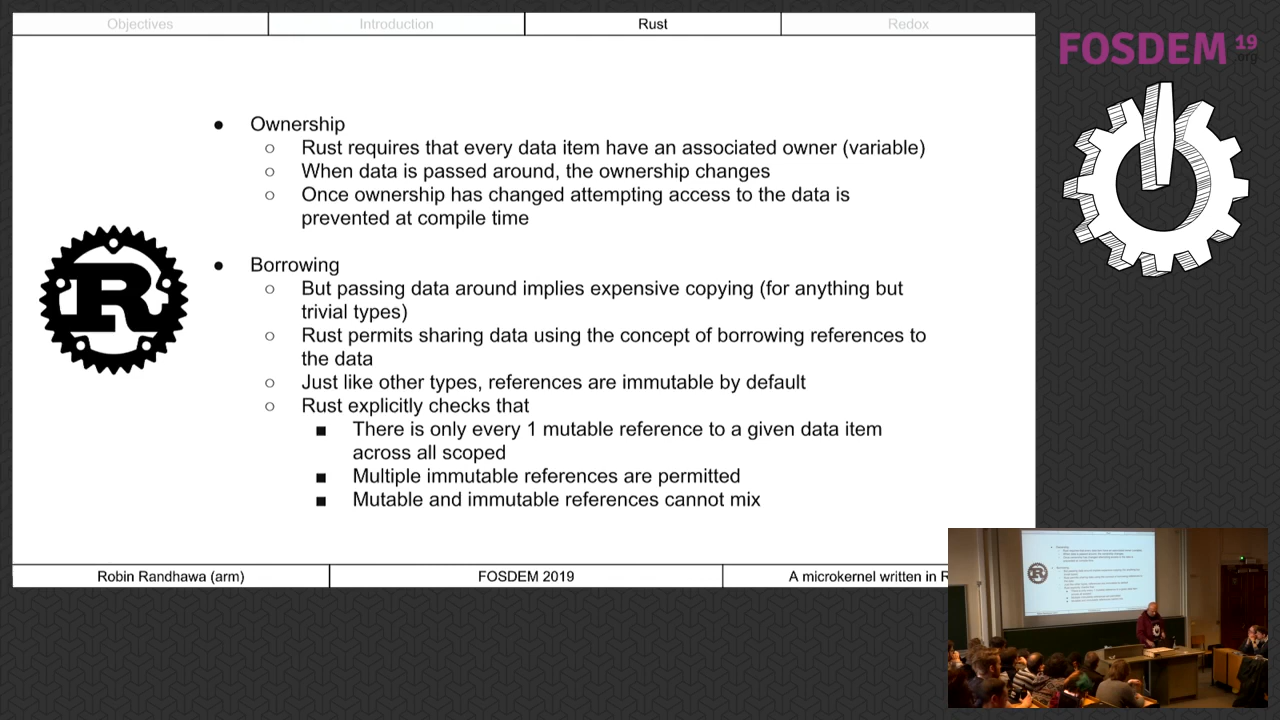 Objectives
Introduction
Rust
Redox
FOSDEM 19
.org
● Ownership
○ Rust requires that every data item have an associated owner (variable)
○ When data is passed around, the ownership changes
○ Once ownership has changed attempting access to the data is
prevented at compile time
● Borrowing
○ But passing data around implies expensive copying (for anything but
trivial types)
○ Rust permits sharing data using the concept of borrowing references to
the data
○ Just like other types, references are immutable by default
○ Rust explicitly checks that
■ There is only every 1 mutable reference to a given data item
across all scoped
■ Multiple immutable references are permitted
■ Mutable and immutable references cannot mix
R
Robin Randhawa (arm)
FOSDEM 2019
A microkernel written in R